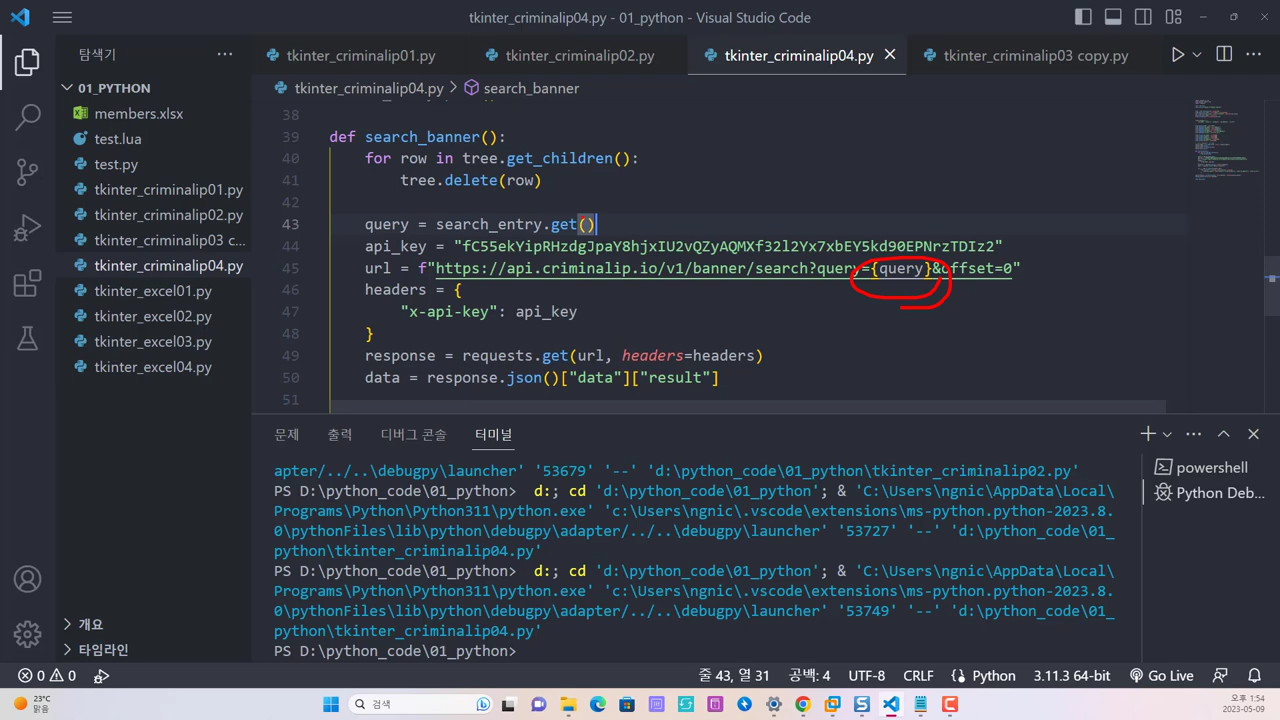 tkinter_criminalip04.py - 01_python - Visual Studio Code
탐색기
tkinter_criminalip01.py
tkinter_criminalip02.py
tkinter_criminalip04.py
tkinter_criminalip03 copy.py
01_PYTHON
tkinter_criminalip04.py > search_banner
members.xlsx
test.lua
test.py
tkinter_criminalip01.py
tkinter_criminalip02.py
tkinter_criminalip03 c...
tkinter_criminalip04.py
tkinter_excel01.py
tkinter_excel02.py
tkinter_excel03.py
tkinter_excel04.py
개요
타임라인
38
39 def search_banner():
40 for row in tree.get_children():
41 tree.delete(row)
42
43 query = search_entry.get()
44 api_key = "fC55ekYipRHzdgJpaY8hjxIU2vQZyAQMXf32l2Yx7xbEY5kd90EPNrzTDIz2"
45 url = f"https://api.criminalip.io/v1/banner/search?query={query}&offset=0"
46 headers = {
47 "x-api-key": api_key
48 }
49 response = requests.get(url, headers=headers)
50 data = response.json()["data"]["result"]
51
문제 출력 디버그 콘솔 터미널
apter/../..\debugpy\launcher' '53679' '--' 'd:\python_code\01_python\tkinter_criminalip02.py'
PS D:\python_code\01_python> d:; cd 'd:\python_code\01_python'; & 'C:\Users\ngnic\AppData\Local\
Programs\Python\Python311\python.exe' 'c:\Users\ngnic\.vscode\extensions\ms-python.python-2023.8.
0\pythonFiles\lib\python\debugpy\adapter/../..\debugpy\launcher' '53727' '--' 'd:\python_code\01_
python\tkinter_criminalip04.py'
PS D:\python_code\01_python> d:; cd 'd:\python_code\01_python'; & 'C:\Users\ngnic\AppData\Local\
Programs\Python\Python311\python.exe' 'c:\Users\ngnic\.vscode\extensions\ms-python.python-2023.8.
0\pythonFiles\lib\python\debugpy\adapter/../..\debugpy\launcher' '53749' '--' 'd:\python_code\01_
python\tkinter_criminalip04.py'
PS D:\python_code\01_python>
powershell
Python Deb...
0 0
줄 43, 열 31 공백: 4 UTF-8 CRLF Python 3.11.3 64-bit Go Live
23°C
맑음
검색
오후 1:54
2023-05-09